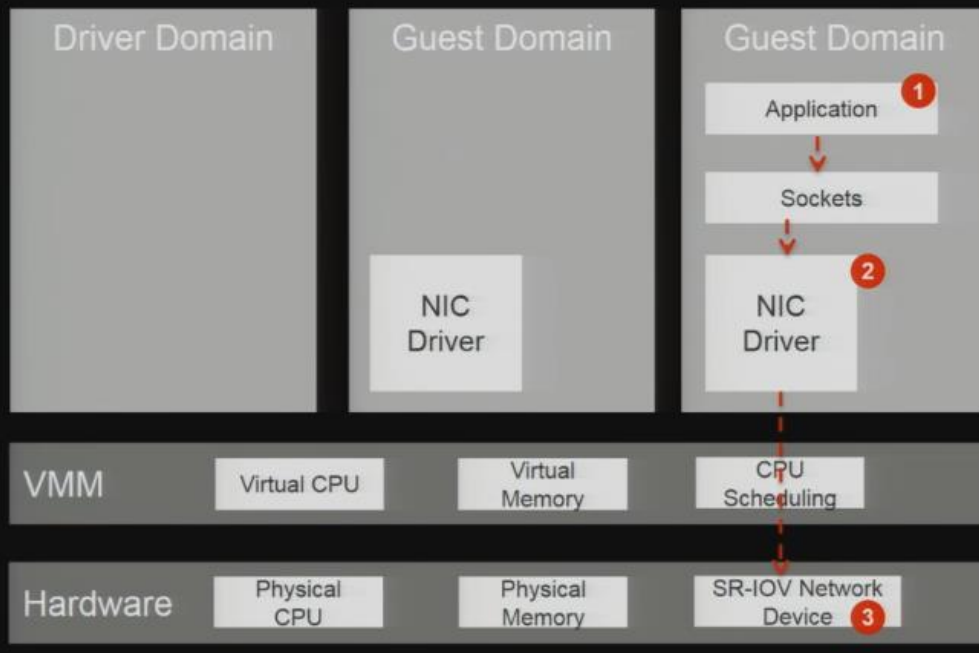 Driver Domain
Guest Domain
Guest Domain
1
Application
Sockets
2
NIC
Driver
NIC
Driver
VMM
Virtual CPU
Virtual
Memory
CPU
Scheduling
Hardware
Physical
CPU
Physical
Memory
SR-IOV Network
Device
3